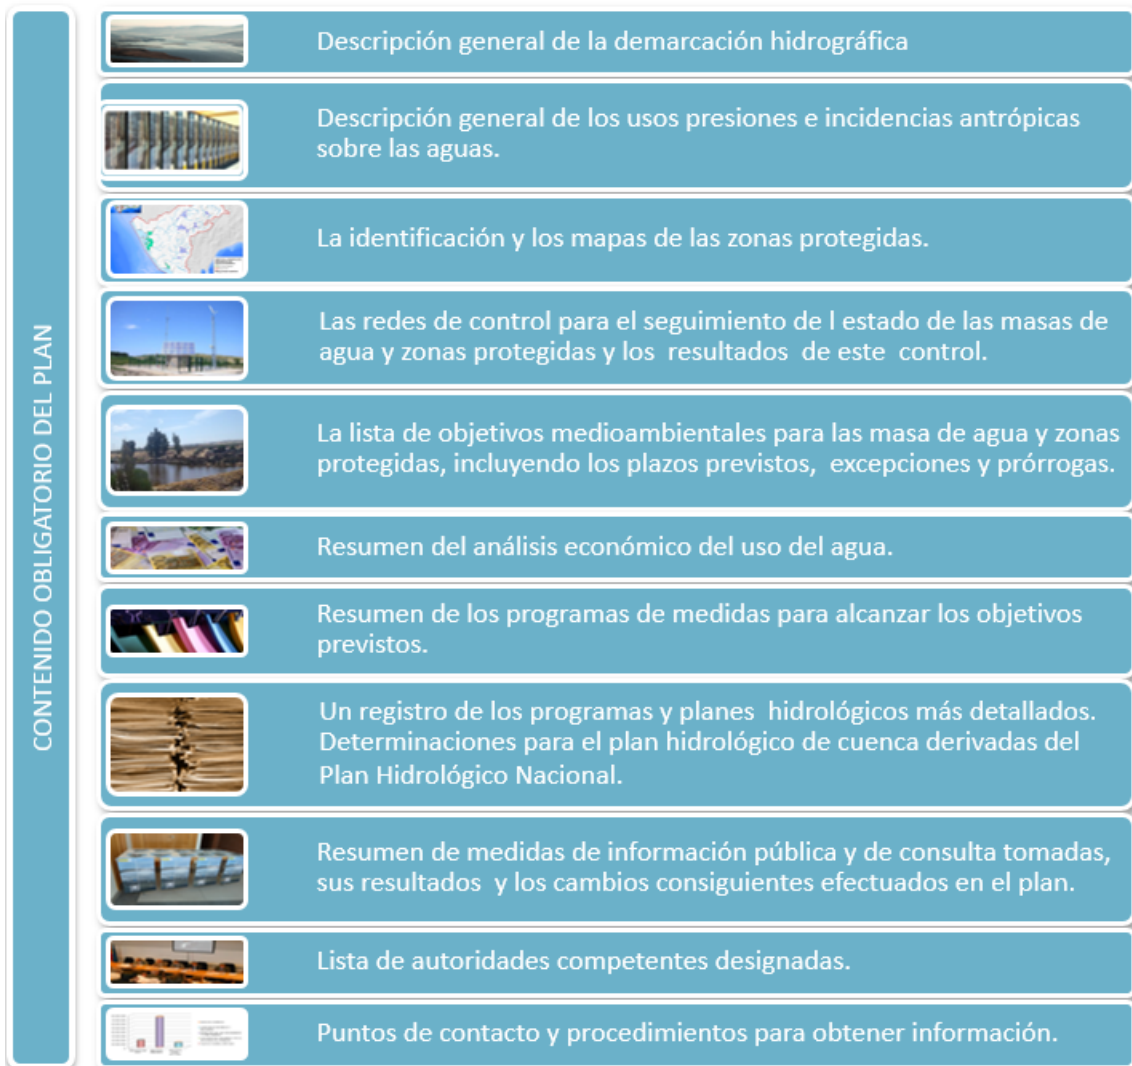 CONTENIDO OBLIGATORIO DEL PLAN
Descripción general de la demarcación hidrográfica
Descripción general de los usos presiones e incidencias antrópicas
sobre las aguas.
La identificación y los mapas de las zonas protegidas.
Las redes de control para el seguimiento de l estado de las masas de
agua y zonas protegidas y los resultados de este control.
La lista de objetivos medioambientales para las masa de agua y zonas
protegidas, incluyendo los plazos previstos, excepciones y prórrogas.
Resumen del análisis económico del uso del agua.
Resumen de los programas de medidas para alcanzar los objetivos
previstos.
Un registro de los programas y planes hidrológicos más detallados.
Determinaciones para el plan hidrológico de cuenca derivadas del
Plan Hidrológico Nacional.
Resumen de medidas de información pública y de consulta tomadas,
sus resultados y los cambios consiguientes efectuados en el plan.
Lista de autoridades competentes designadas.
Puntos de contacto y procedimientos para obtener información.